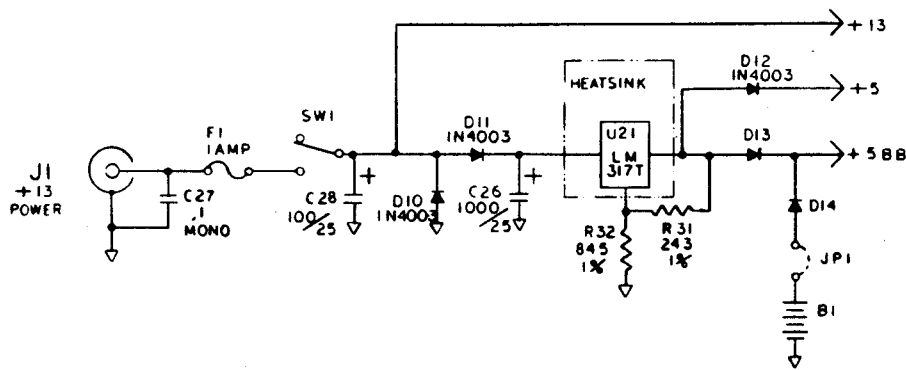 +13
D12
1N4003
+5
HEATSINK
SW1
D11
1N4003
U21
LM
317T
D13
+5BB
F1
1AMP
J1
+13
POWER
C27
.1
MONO
+
C28
100/25
D10
1N4003
+
C26
1000/25
R32
845
1%
R31
243
1%
D14
JP1
B1